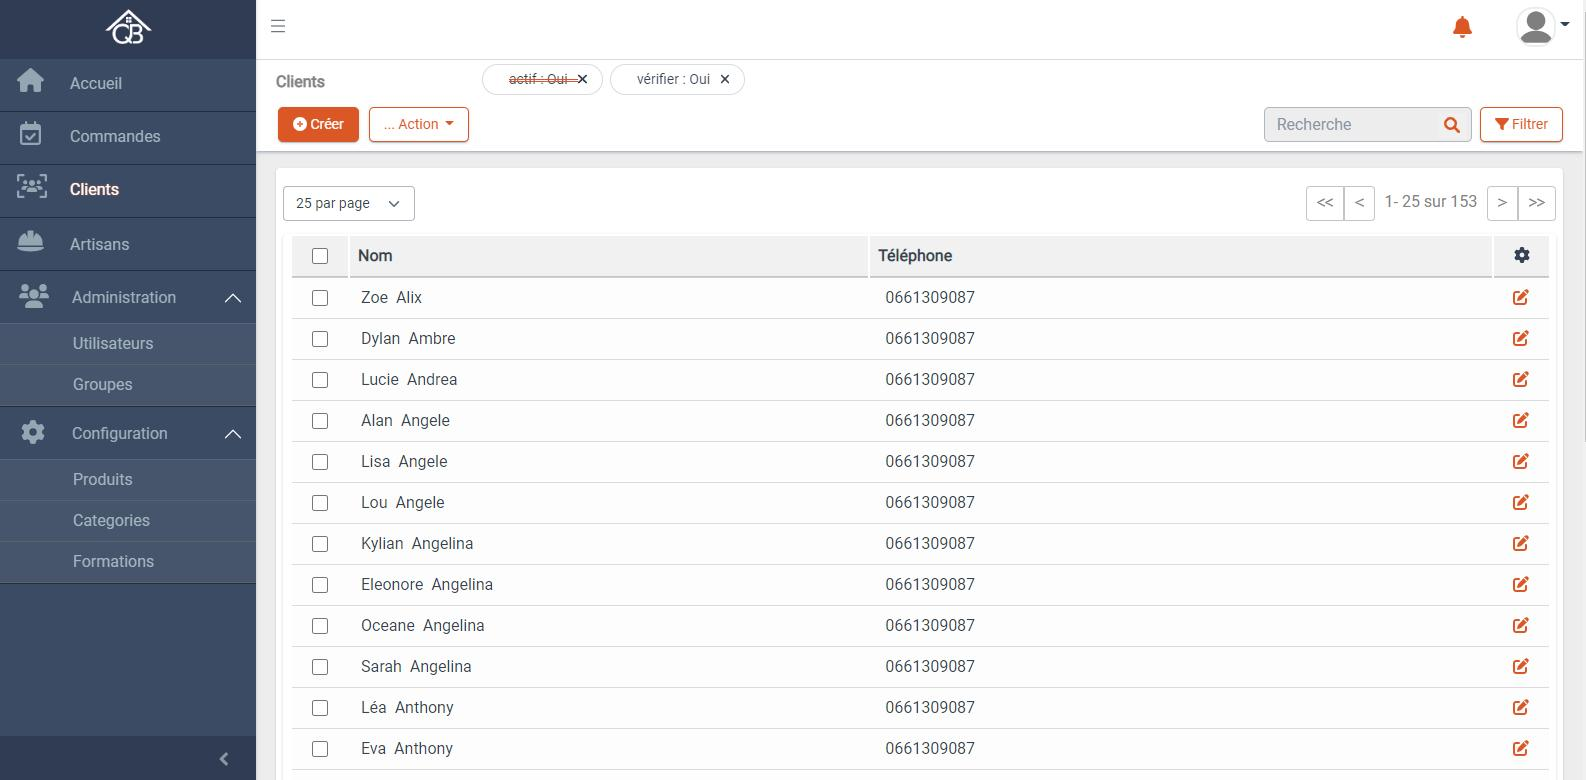 QB
Accueil
Commandes
Clients
Artisans
Administration
Utilisateurs
Groupes
Configuration
Produits
Categories
Formations
Clients
actif : Oui
vérifier : Oui
Créer
... Action
Recherche
Filtrer
25 par page
<< < 1- 25 sur 153 > >>
Nom Téléphone
Zoe Alix 0661309087
Dylan Ambre 0661309087
Lucie Andrea 0661309087
Alan Angele 0661309087
Lisa Angele 0661309087
Lou Angele 0661309087
Kylian Angelina 0661309087
Eleonore Angelina 0661309087
Oceane Angelina 0661309087
Sarah Angelina 0661309087
Léa Anthony 0661309087
Eva Anthony 0661309087